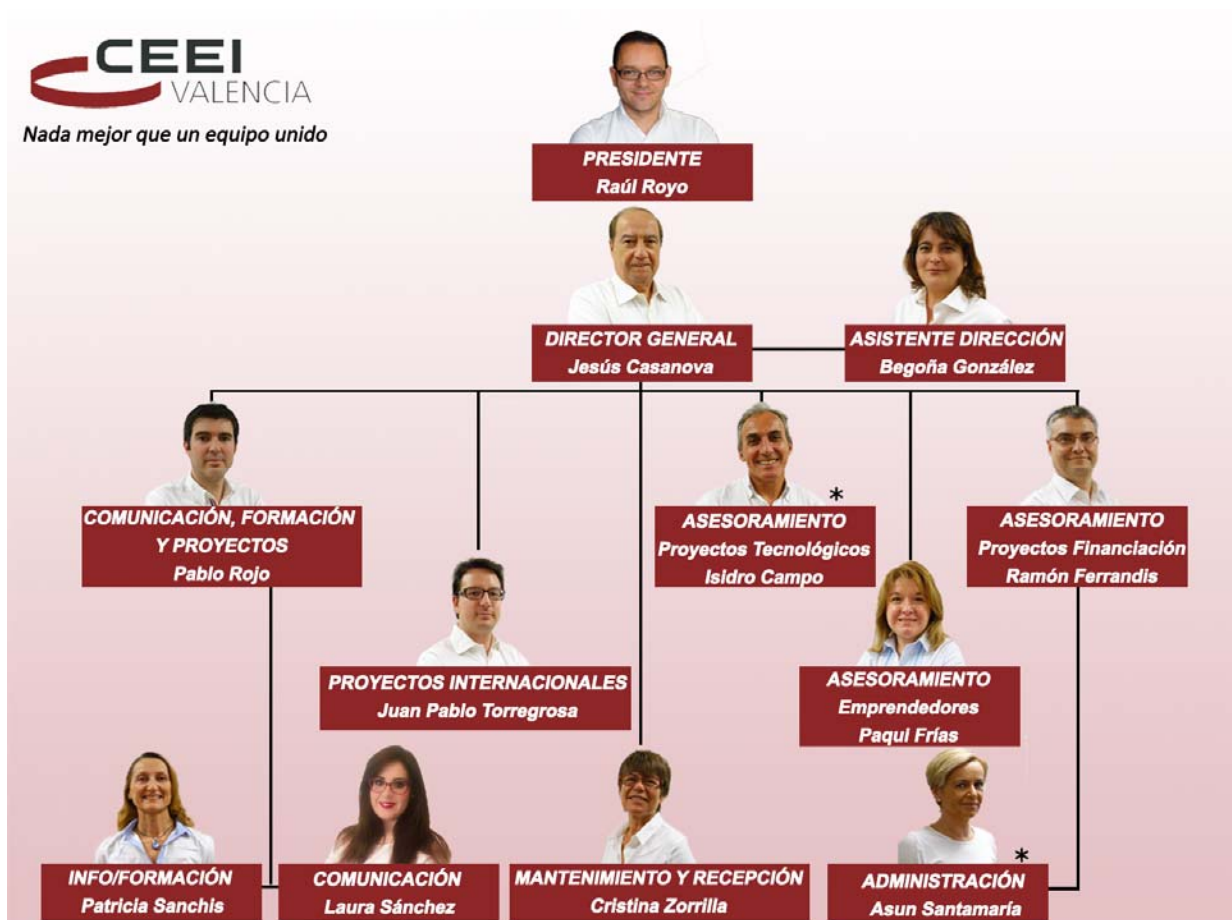 CEEI
VALENCIA
Nada mejor que un equipo unido
PRESIDENTE
Raúl Royo
DIRECTOR GENERAL
Jesús Casanova
ASISTENTE DIRECCIÓN
Begoña González
COMUNICACIÓN, FORMACIÓN
Y PROYECTOS
Pablo Rojo
*
ASESORAMIENTO
Proyectos Tecnológicos
Isidro Campo
ASESORAMIENTO
Proyectos Financiación
Ramón Ferrandis
PROYECTOS INTERNACIONALES
Juan Pablo Torregrosa
ASESORAMIENTO
Emprendedores
Paqui Frías
INFO/FORMACIÓN
Patricia Sanchis
COMUNICACIÓN
Laura Sánchez
MANTENIMIENTO Y RECEPCIÓN
Cristina Zorrilla
*
ADMINISTRACIÓN
Asun Santamaría